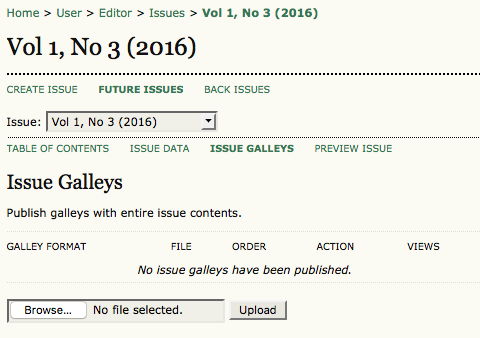 Home > User > Editor > Issues > Vol 1, No 3 (2016)
Vol 1, No 3 (2016)
CREATE ISSUE FUTURE ISSUES BACK ISSUES
Issue: Vol 1, No 3 (2016)
TABLE OF CONTENTS ISSUE DATA ISSUE GALLEYS PREVIEW ISSUE
Issue Galleys
Publish galleys with entire issue contents.
GALLEY FORMAT FILE ORDER ACTION VIEWS
No issue galleys have been published.
Browse... No file selected. Upload